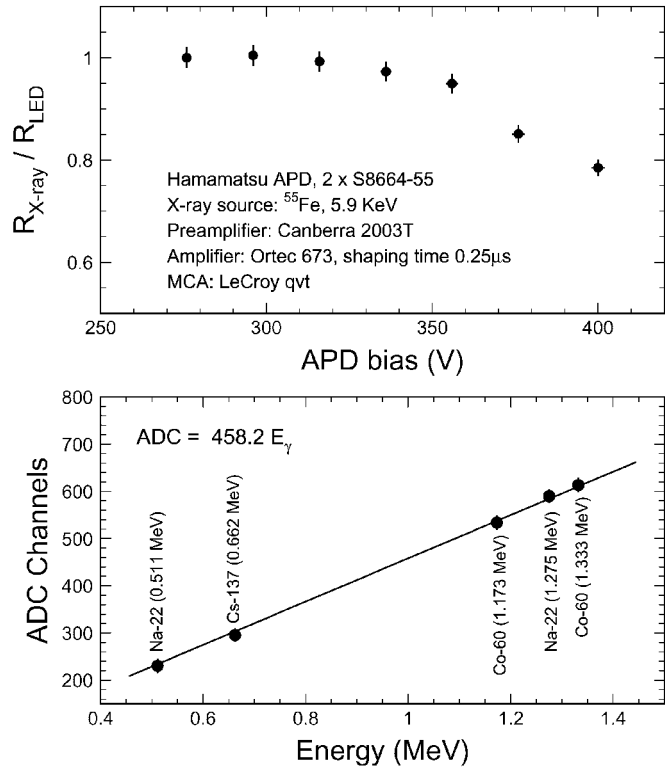 R_X-ray / R_LED
1
0.8
0.6
Hamamatsu APD, 2 x S8664-55
X-ray source: ⁵⁵Fe, 5.9 KeV
Preamplifier: Canberra 2003T
Amplifier: Ortec 673, shaping time 0.25μs
MCA: LeCroy qvt
250 300 350 400
APD bias (V)
ADC Channels
800
700
600
500
400
300
200
ADC = 458.2 E_γ
Na-22 (0.511 MeV)
Cs-137 (0.662 MeV)
Co-60 (1.173 MeV)
Na-22 (1.275 MeV)
Co-60 (1.333 MeV)
0.4 0.6 0.8 1 1.2 1.4
Energy (MeV)